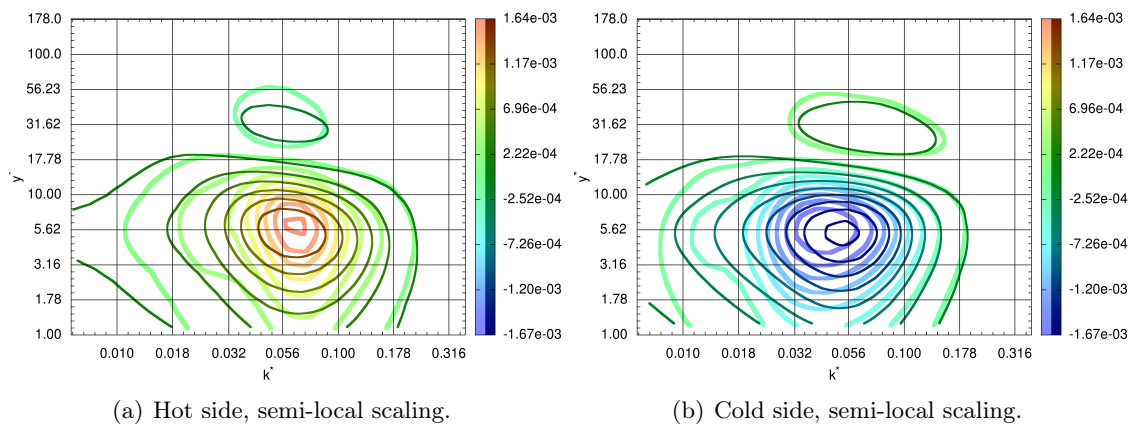 178.0
100.0
56.23
31.62
17.78
10.00
5.62
3.16
1.78
1.00
y*
0.010 0.018 0.032 0.056 0.100 0.178 0.316
k*
1.64e-03
1.17e-03
6.96e-04
2.22e-04
-2.52e-04
-7.26e-04
-1.20e-03
-1.67e-03
(a) Hot side, semi-local scaling.
178.0
100.0
56.23
31.62
17.78
10.00
5.62
3.16
1.78
1.00
y*
0.010 0.018 0.032 0.056 0.100 0.178 0.316
k*
1.64e-03
1.17e-03
6.96e-04
2.22e-04
-2.52e-04
-7.26e-04
-1.20e-03
-1.67e-03
(b) Cold side, semi-local scaling.